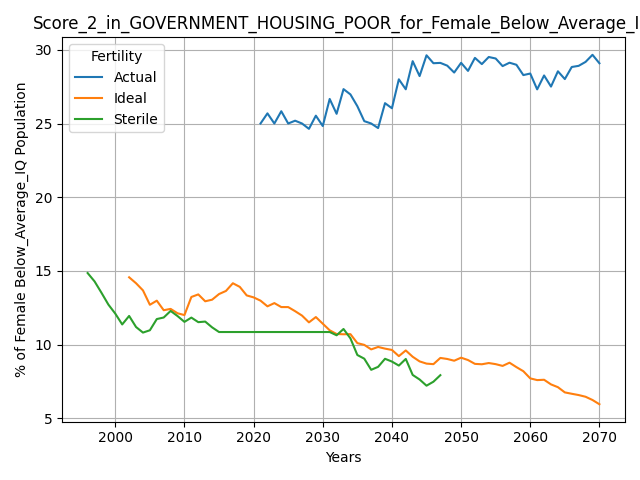 Score_2_in_GOVERNMENT_HOUSING_POOR_for_Female_Below_Average_I
Fertility
Actual
Ideal
Sterile
% of Female Below_Average_IQ Population
30
25
20
15
10
5
2000 2010 2020 2030 2040 2050 2060 2070
Years